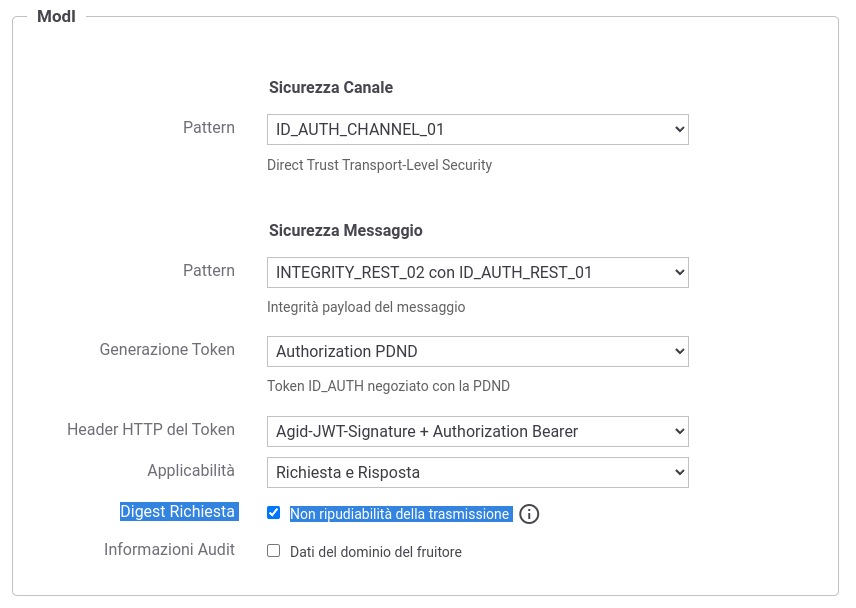 ModI
Sicurezza Canale
Pattern
ID_AUTH_CHANNEL_01
Direct Trust Transport-Level Security
Sicurezza Messaggio
Pattern
INTEGRITY_REST_02 con ID_AUTH_REST_01
Integrità payload del messaggio
Generazione Token
Authorization PDND
Token ID_AUTH negoziato con la PDND
Header HTTP del Token
Agid-JWT-Signature + Authorization Bearer
Applicabilità
Richiesta e Risposta
Digest Richiesta
Non ripudiabilità della trasmissione
Informazioni Audit
Dati del dominio del fruitore